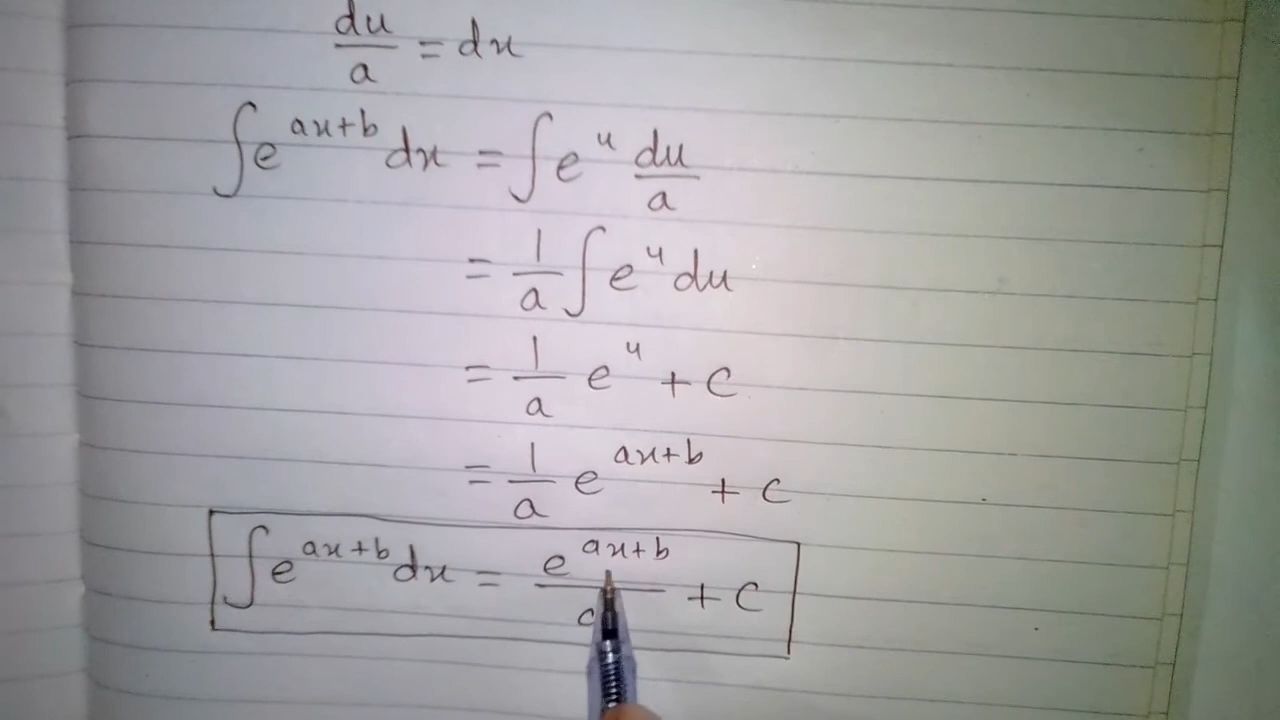 du/a = dx
∫e^(ax+b) dx = ∫e^u du/a
= 1/a ∫e^u du
= 1/a e^u + c
= 1/a e^(ax+b) + c
∫e^(ax+b) dx = e^(ax+b)/a + c